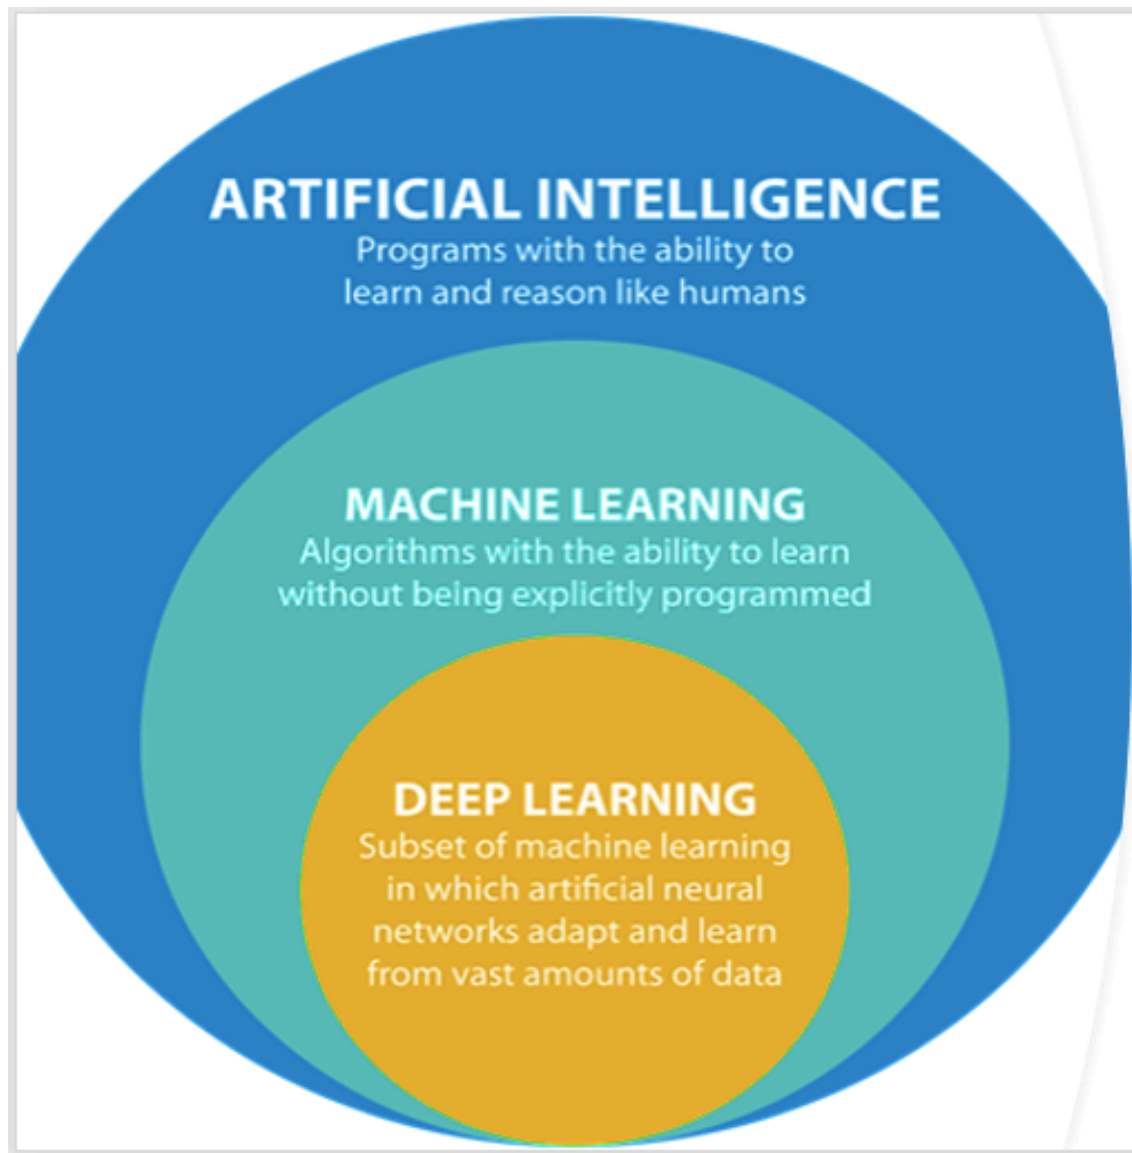 ARTIFICIAL INTELLIGENCE
Programs with the ability to
learn and reason like humans
MACHINE LEARNING
Algorithms with the ability to learn
without being explicitly programmed
DEEP LEARNING
Subset of machine learning
in which artificial neural
networks adapt and learn
from vast amounts of data